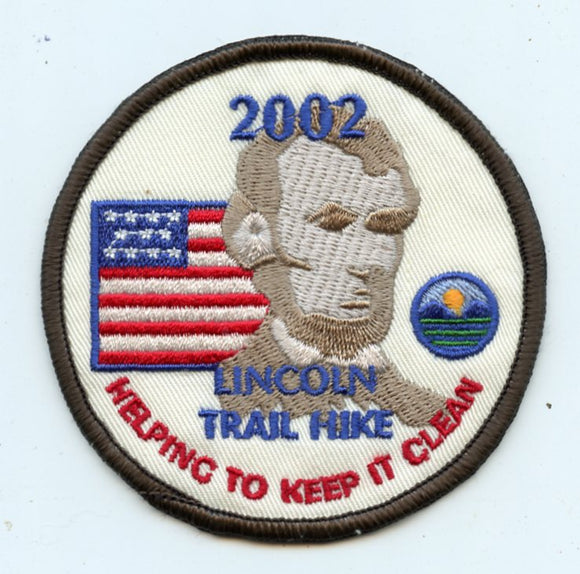 2002
LINCOLN
TRAIL HIKE
HELPING TO KEEP IT CLEAN